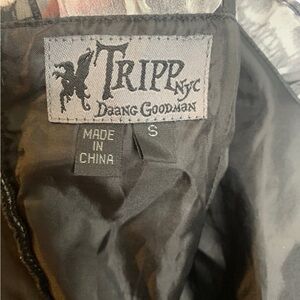 TRIPP NYC
DAANG GOODMAN
MADE IN CHINA
S